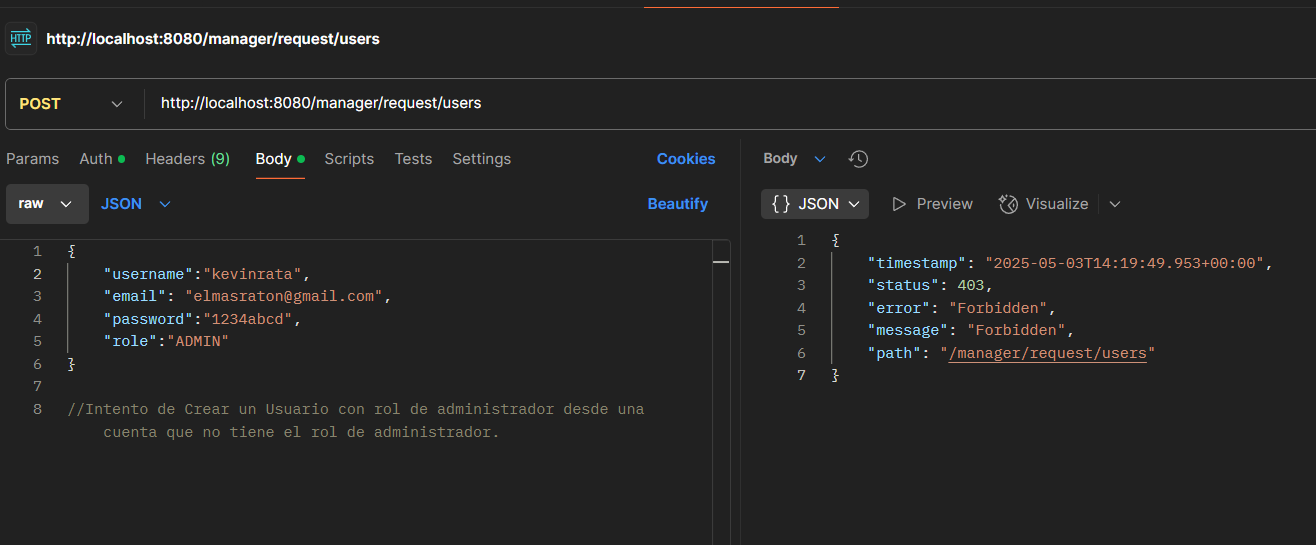 HTTP http://localhost:8080/manager/request/users
POST http://localhost:8080/manager/request/users
Params Auth Headers (9) Body Scripts Tests Settings Cookies
raw JSON Beautify
1 {
2 "username":"kevinrata",
3 "email": "elmasraton@gmail.com",
4 "password":"1234abcd",
5 "role":"ADMIN"
6 }
7
8 //Intento de Crear un Usuario con rol de administrador desde una
cuenta que no tiene el rol de administrador.
Body
{} JSON Preview Visualize
1 {
2 "timestamp": "2025-05-03T14:19:49.953+00:00",
3 "status": 403,
4 "error": "Forbidden",
5 "message": "Forbidden",
6 "path": "/manager/request/users"
7 }